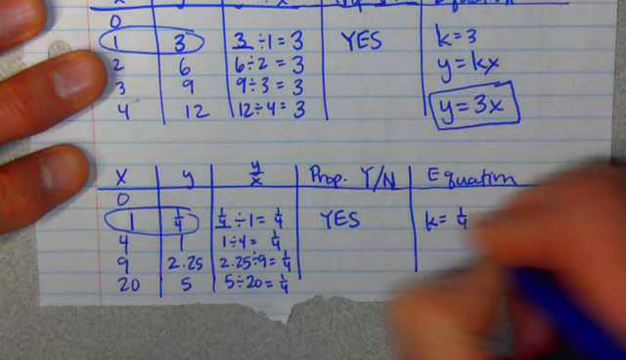 0
1 3 3÷1=3 YES k=3
2 6 6÷2=3 y=kx
3 9 9÷3=3
4 12 12÷4=3 y=3x
x y y/x Prop. Y/N Equation
0
1 1/4 1/4÷1=1/4 YES k=1/4
4 1 1÷4=1/4
9 2.25 2.25÷9=1/4
20 5 5÷20=1/4